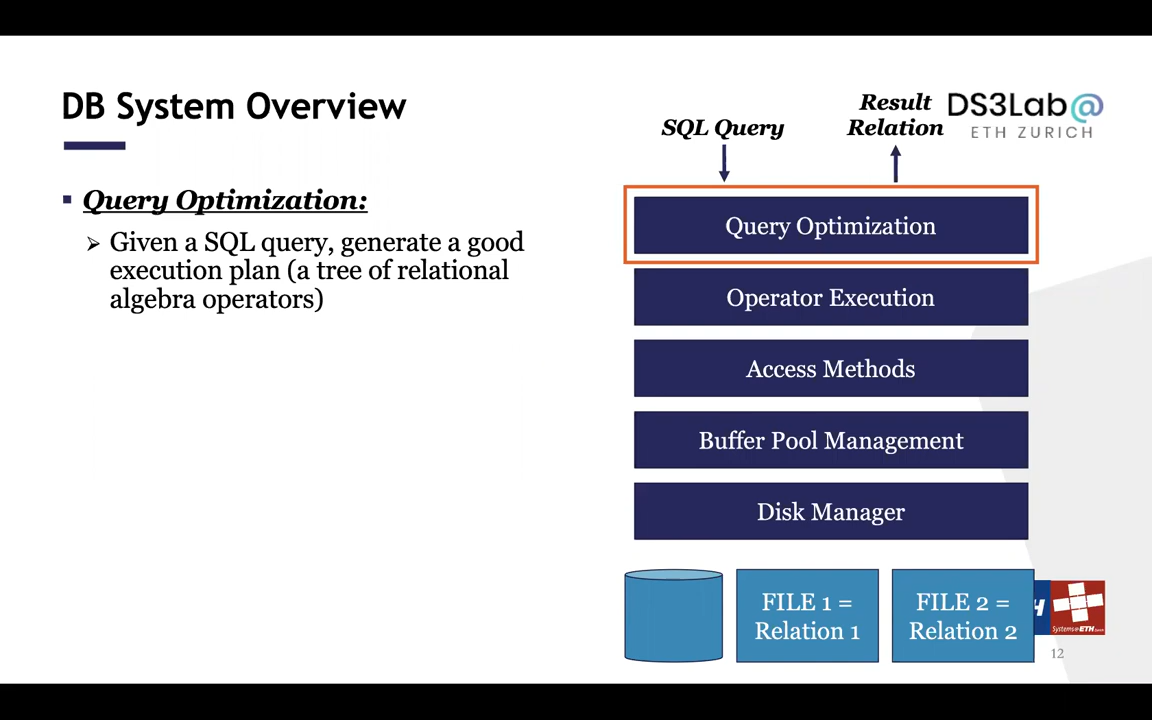 DB System Overview
Query Optimization:
Given a SQL query, generate a good
execution plan (a tree of relational
algebra operators)
SQL Query
Result
Relation
DS3Lab@
ETH ZURICH
Query Optimization
Operator Execution
Access Methods
Buffer Pool Management
Disk Manager
FILE 1 =
Relation 1
FILE 2 =
Relation 2
Systems@ETH
12